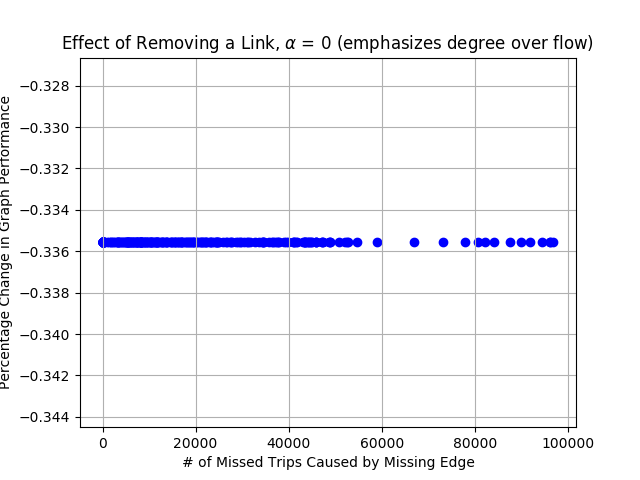 Effect of Removing a Link, α = 0 (emphasizes degree over flow)
Percentage Change in Graph Performance
−0.328
−0.330
−0.332
−0.334
−0.336
−0.338
−0.340
−0.342
−0.344
0 20000 40000 60000 80000 100000
# of Missed Trips Caused by Missing Edge